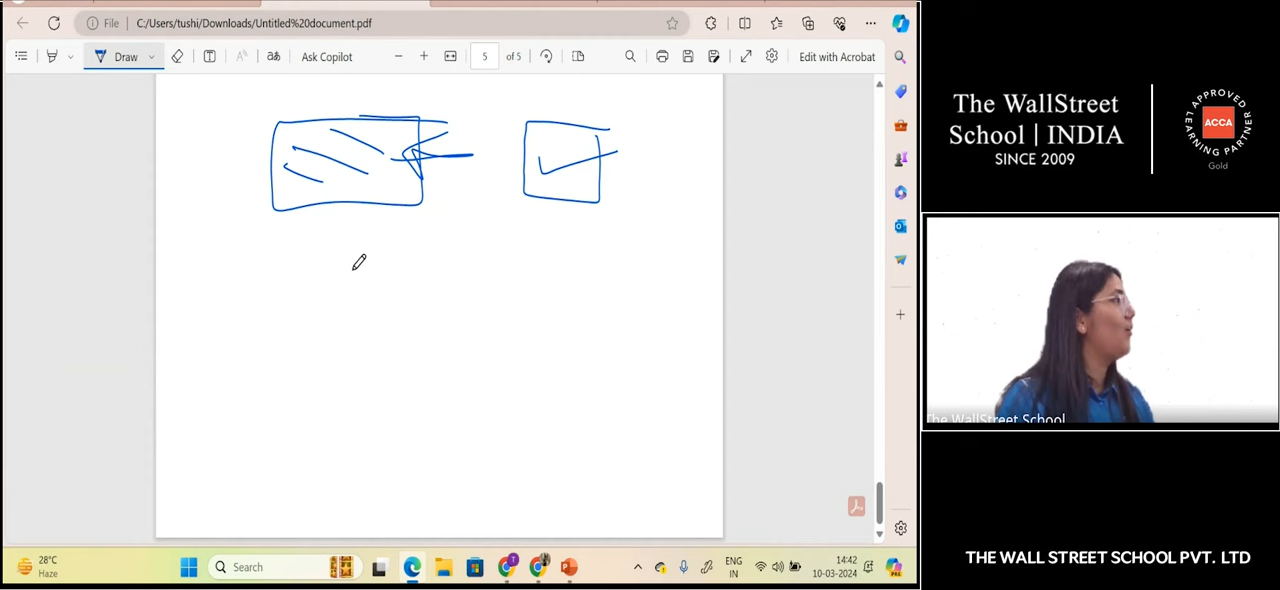 File
C:/Users/tushi/Downloads/Untitled%20document.pdf
Draw
Ask Copilot
5
of 5
Edit with Acrobat
The WallStreet
School | INDIA
SINCE 2009
APPROVED
LEARNING PARTNER
ACCA
Gold
The WallStreet School
28°C
Haze
Search
ENG
IN
14:42
10-03-2024
THE WALL STREET SCHOOL PVT. LTD